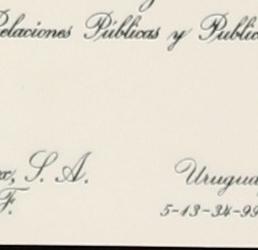 Relaciones Públicas y Public
x, S. A.
Urugua
F.
5-13-34-99